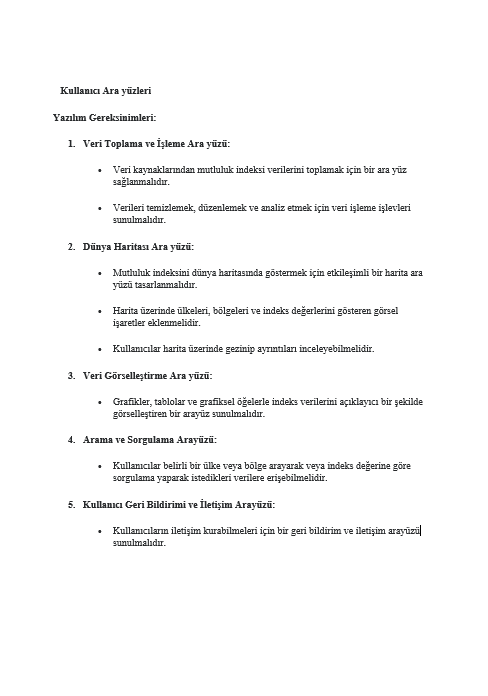 Kullanıcı Ara yüzleri
Yazılım Gereksinimleri:
1. Veri Toplama ve İşleme Ara yüzü:
• Veri kaynaklarından mutluluk indeksi verilerini toplamak için bir ara yüz
sağlanmalıdır.
• Verileri temizlemek, düzenlemek ve analiz etmek için veri işleme işlevleri
sunulmalıdır.
2. Dünya Haritası Ara yüzü:
• Mutluluk indeksini dünya haritasında göstermek için etkileşimli bir harita ara
yüzü tasarlanmalıdır.
• Harita üzerinde ülkeleri, bölgeleri ve indeks değerlerini gösteren görsel
işaretler eklenmelidir.
• Kullanıcılar harita üzerinde gezinip ayrıntıları inceleyebilmelidir.
3. Veri Görselleştirme Ara yüzü:
• Grafikler, tablolar ve grafiksel öğelerle indeks verilerini açıklayıcı bir şekilde
görselleştiren bir arayüz sunulmalıdır.
4. Arama ve Sorgulama Arayüzü:
• Kullanıcılar belirli bir ülke veya bölge arayarak veya indeks değerine göre
sorgulama yaparak istedikleri verilere erişebilmelidir.
5. Kullanıcı Geri Bildirimi ve İletişim Arayüzü:
• Kullanıcıların iletişim kurabilmeleri için bir geri bildirim ve iletişim arayüzü
sunulmalıdır.